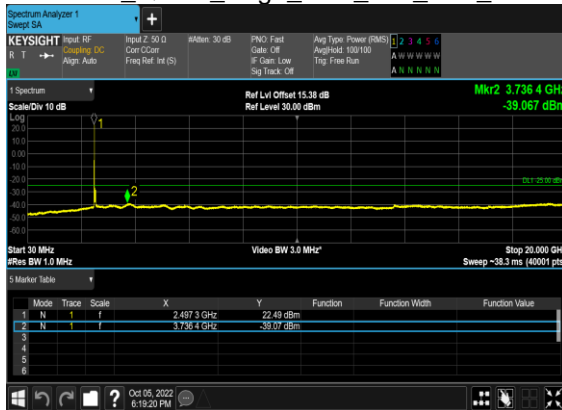 Spectrum Analyzer 1
Swept SA
+
KEYSIGHT Input: RF Input Z: 50 Ω #Atten: 30 dB PNO: Fast Avg Type: Power (RMS) 1 2 3 4 5 6
R T Coupling: DC Corr CCorr Gate: Off Avg|Hold: 100/100 A W W W W W
Align: Auto Freq Ref: Int (S) IF Gain: Low Trig: Free Run
Sig Track: Off A N N N N N
1 Spectrum Ref Lvl Offset 15.38 dB Mkr2 3.736 4 GHz
Scale/Div 10 dB Ref Level 30.00 dBm -39.067 dBm
Log
1
20.0
10.0
0.00
-10.0
DL1 -25.00 dBm
-20.0
-30.0
2
-40.0
-50.0
-60.0
Start 30 MHz Video BW 3.0 MHz* Stop 20.000 GHz
#Res BW 1.0 MHz Sweep ~38.3 ms (40001 pts)
5 Marker Table
Mode Trace Scale X Y Function Function Width Function Value
1 N 1 f 2.497 3 GHz 22.49 dBm
2 N 1 f 3.736 4 GHz -39.07 dBm
3
4
5
6
? Oct 05, 2022
6:19:20 PM